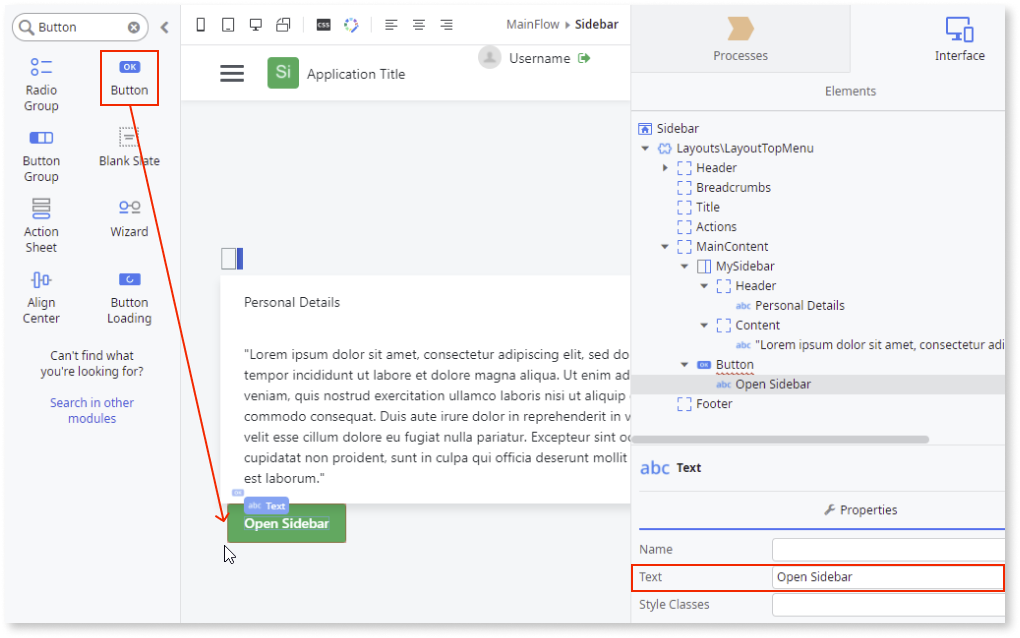 Button
Radio
Group
OK
Button
Button
Group
Blank Slate
Action
Sheet
Wizard
Align
Center
Button
Loading
Can't find what
you're looking for?
Search in other
modules
CSS
MainFlow Sidebar
Si
Application Title
Username
Personal Details
"Lorem ipsum dolor sit amet, consectetur adipiscing elit, sed do
tempor incididunt ut labore et dolore magna aliqua. Ut enim ad
veniam, quis nostrud exercitation ullamco laboris nisi ut aliquip
commodo consequat. Duis aute irure dolor in reprehenderit in v
velit esse cillum dolore eu fugiat nulla pariatur. Excepteur sint oc
cupidatat non proident, sunt in culpa qui officia deserunt mollit
est laborum."
OK
abc Text
Open Sidebar
Processes
Interface
Elements
Sidebar
Layouts\LayoutTopMenu
Header
Breadcrumbs
Title
Actions
MainContent
MySidebar
Header
abc Personal Details
Content
abc "Lorem ipsum dolor sit amet, consectetur adi
OK Button
abc Open Sidebar
Footer
abc Text
Properties
Name
Text Open Sidebar
Style Classes